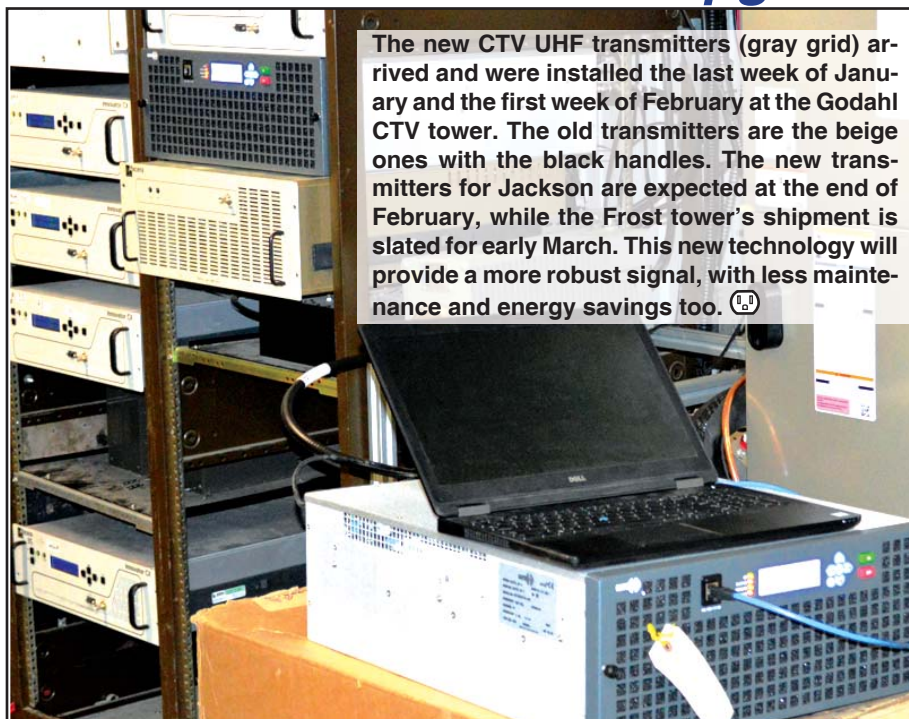 The new CTV UHF transmitters (gray grid) ar-
rived and were installed the last week of Janu-
ary and the first week of February at the Godahl
CTV tower. The old transmitters are the beige
ones with the black handles. The new trans-
mitters for Jackson are expected at the end of
February, while the Frost tower's shipment is
slated for early March. This new technology will
provide a more robust signal, with less mainte-
nance and energy savings too.
DELL